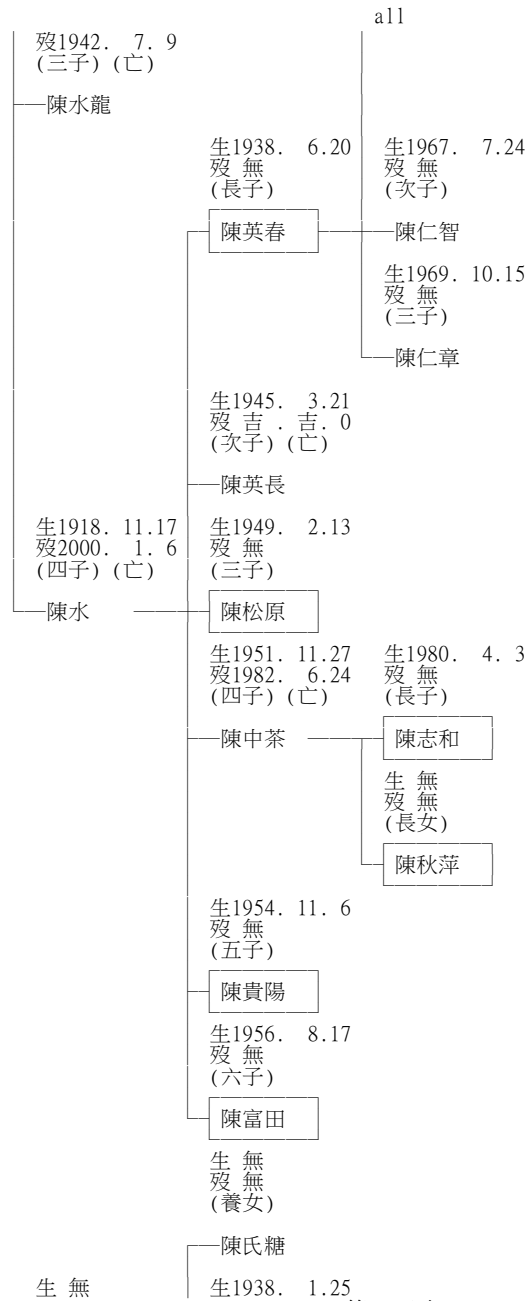 all
歿1942. 7. 9
(三子) (亡)
陳水龍
生1938. 6.20 生1967. 7.24
歿 無 歿 無
(長子) (次子)
陳英春 陳仁智
生1969. 10.15
歿 無
(三子)
陳仁章
生1945. 3.21
歿 吉 . 吉. 0
(次子) (亡)
陳英長
生1918. 11.17 生1949. 2.13
歿2000. 1. 6 歿 無
(四子) (亡) (三子)
陳水 陳松原
生1951. 11.27 生1980. 4. 3
歿1982. 6.24 歿 無
(四子) (亡) (長子)
陳中茶 陳志和
生 無
歿 無
(長女)
陳秋萍
生1954. 11. 6
歿 無
(五子)
陳貴陽
生1956. 8.17
歿 無
(六子)
陳富田
生 無
歿 無
(養女)
陳氏糖
生 無 生1938. 1.25